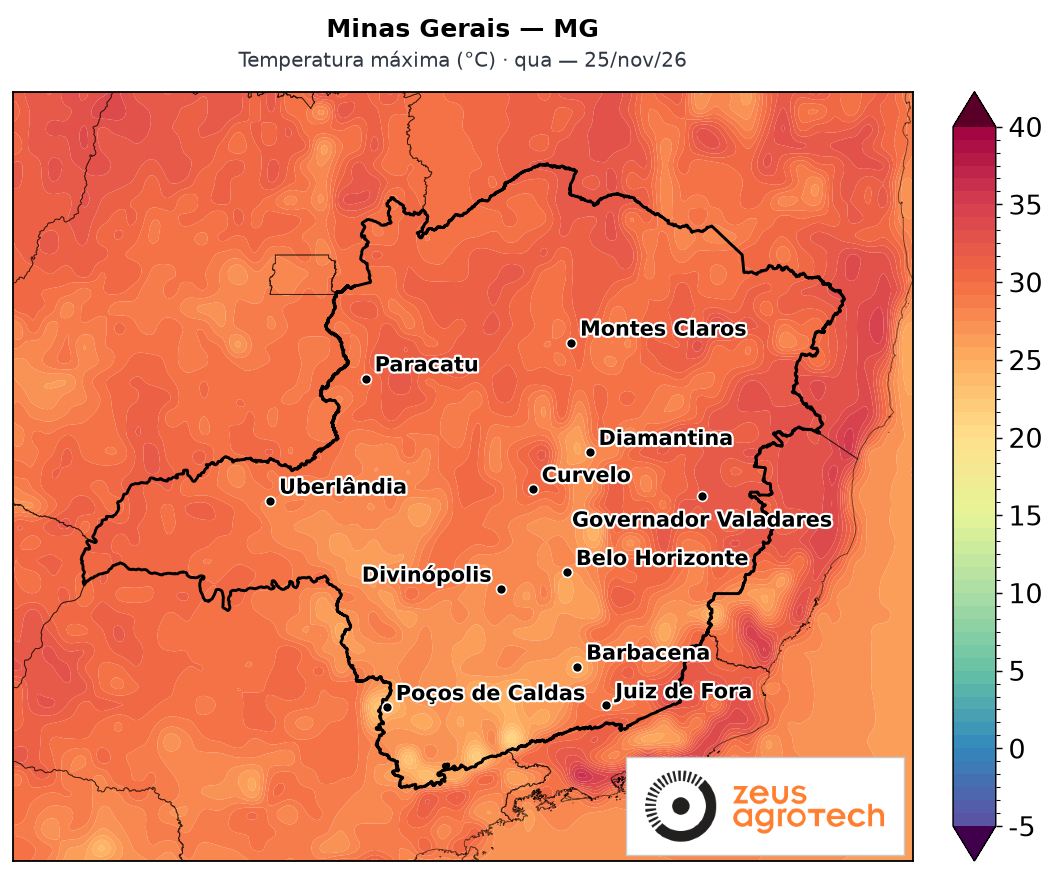 Minas Gerais — MG
Temperatura máxima (°C) · qua — 25/nov/26
Montes Claros
Paracatu
Diamantina
Curvelo
Uberlândia
Governador Valadares
Belo Horizonte
Divinópolis
Barbacena
Poços de Caldas
Juiz de Fora
zeus
agrotech
40
35
30
25
20
15
10
5
0
-5